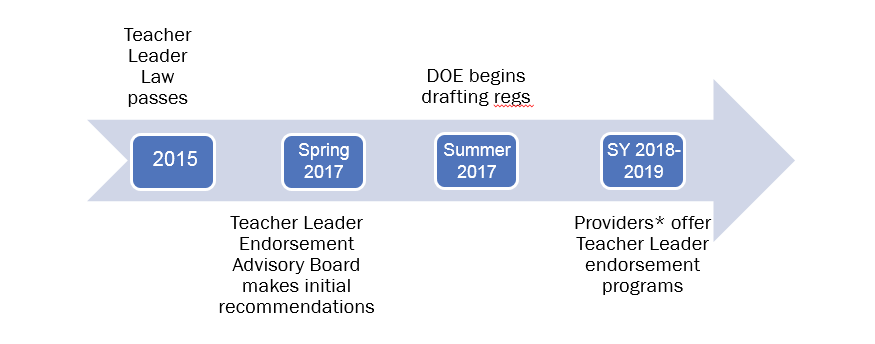 Teacher
Leader
Law
passes
DOE begins
drafting regs
2015
Spring
2017
Summer
2017
SY 2018-
2019
Teacher Leader
Endorsement
Advisory Board
makes initial
recommendations
Providers* offer
Teacher Leader
endorsement
programs